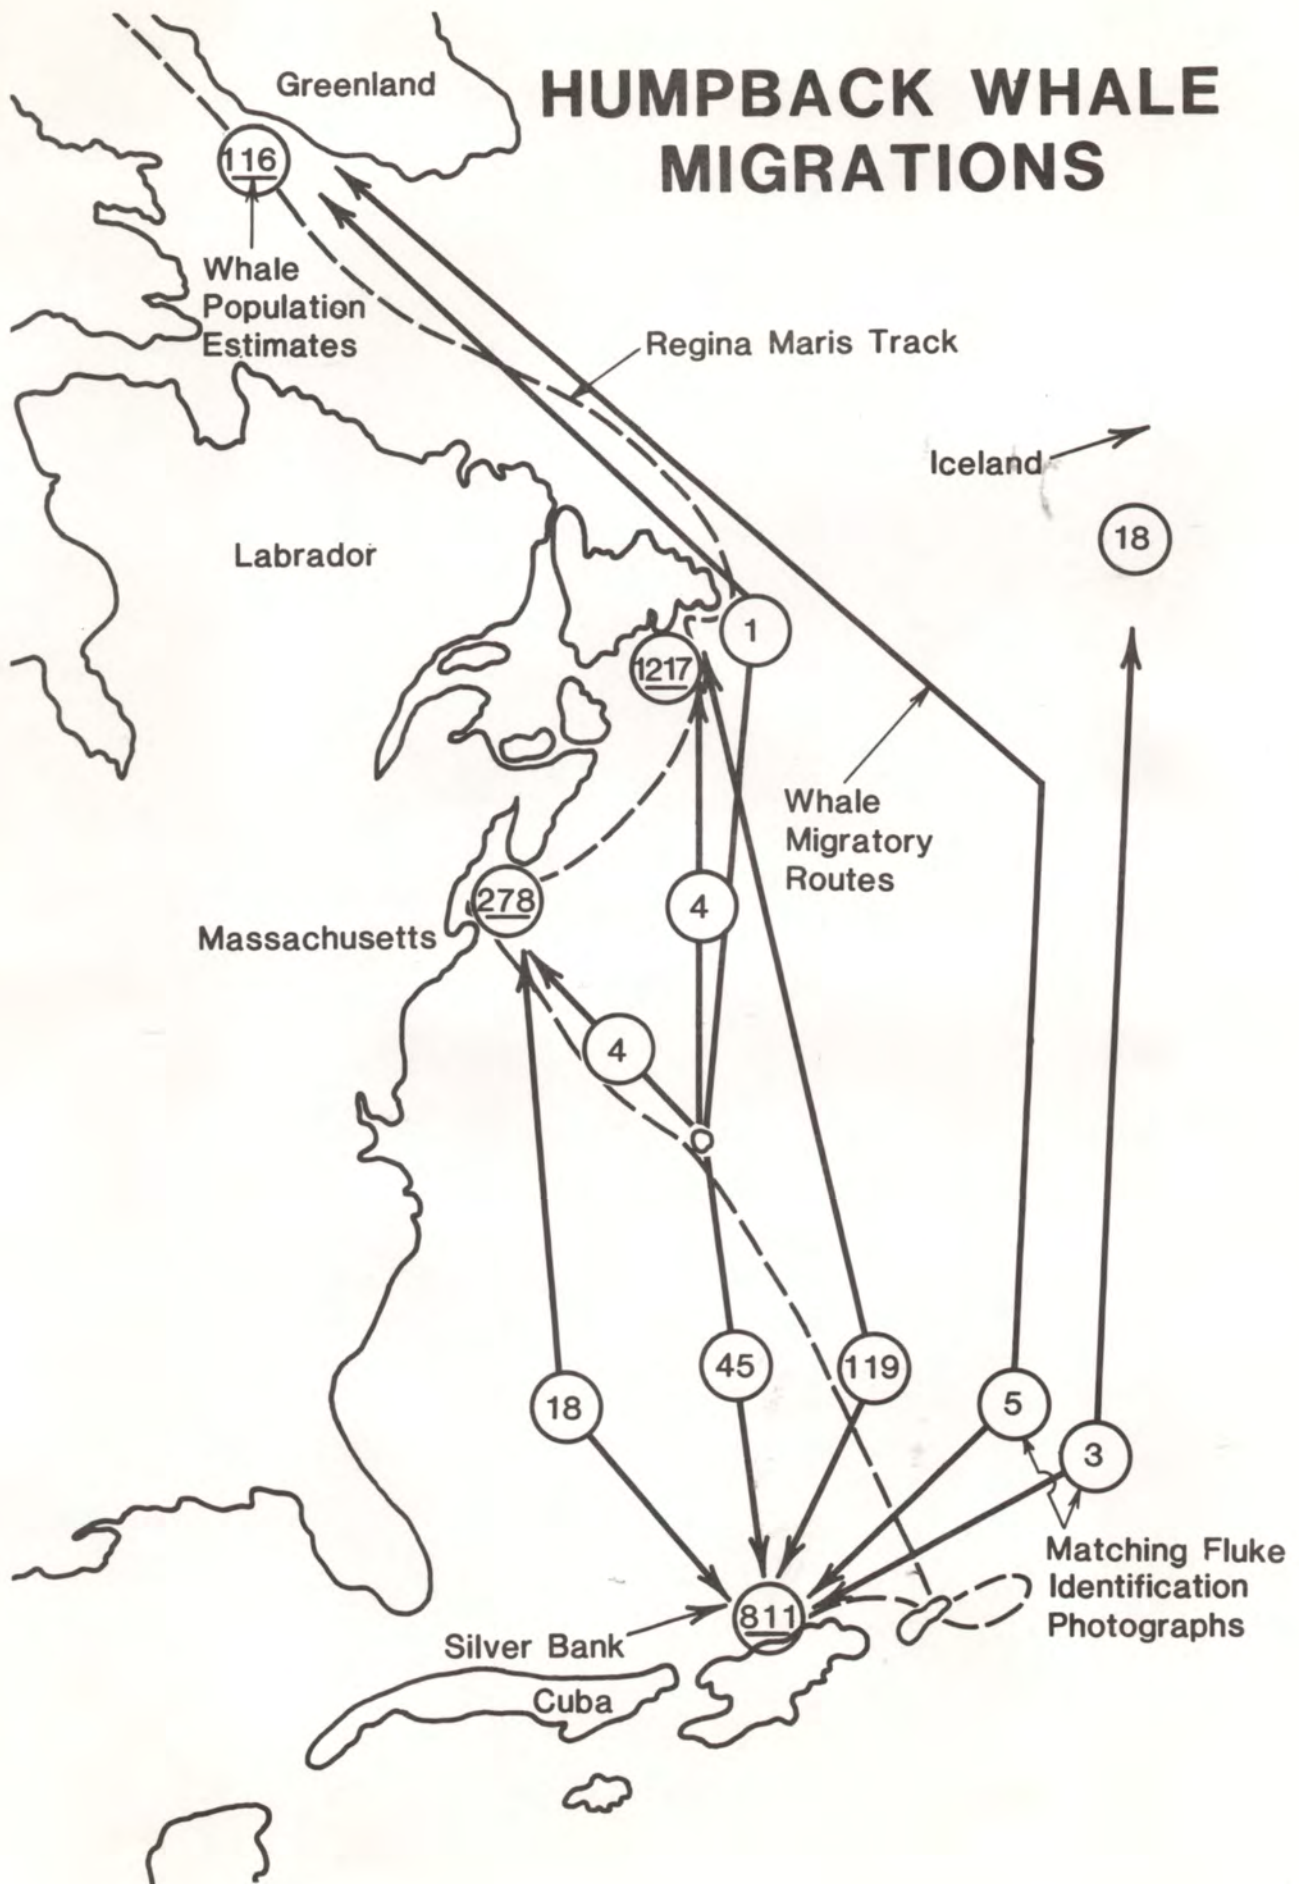 HUMPBACK WHALE
MIGRATIONS
Greenland
116
Whale
Population
Estimates
Regina Maris Track
Iceland
18
Labrador
1
1217
Whale
Migratory
Routes
4
278
Massachusetts
4
45
119
18
5
3
Matching Fluke
Identification
Photographs
811
Silver Bank
Cuba